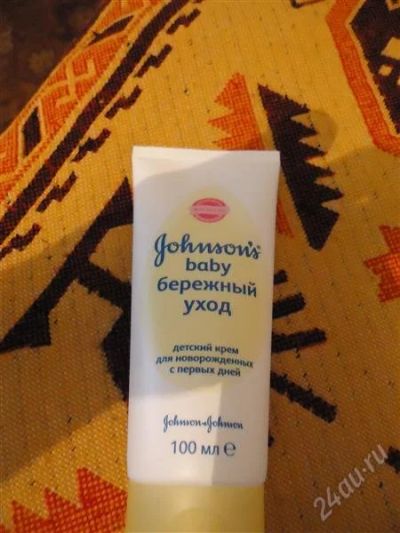 Johnson's
baby
бережный
уход
детский крем
для новорожденных
с первых дней
Johnson & Johnson
100 мл e
24au.ru